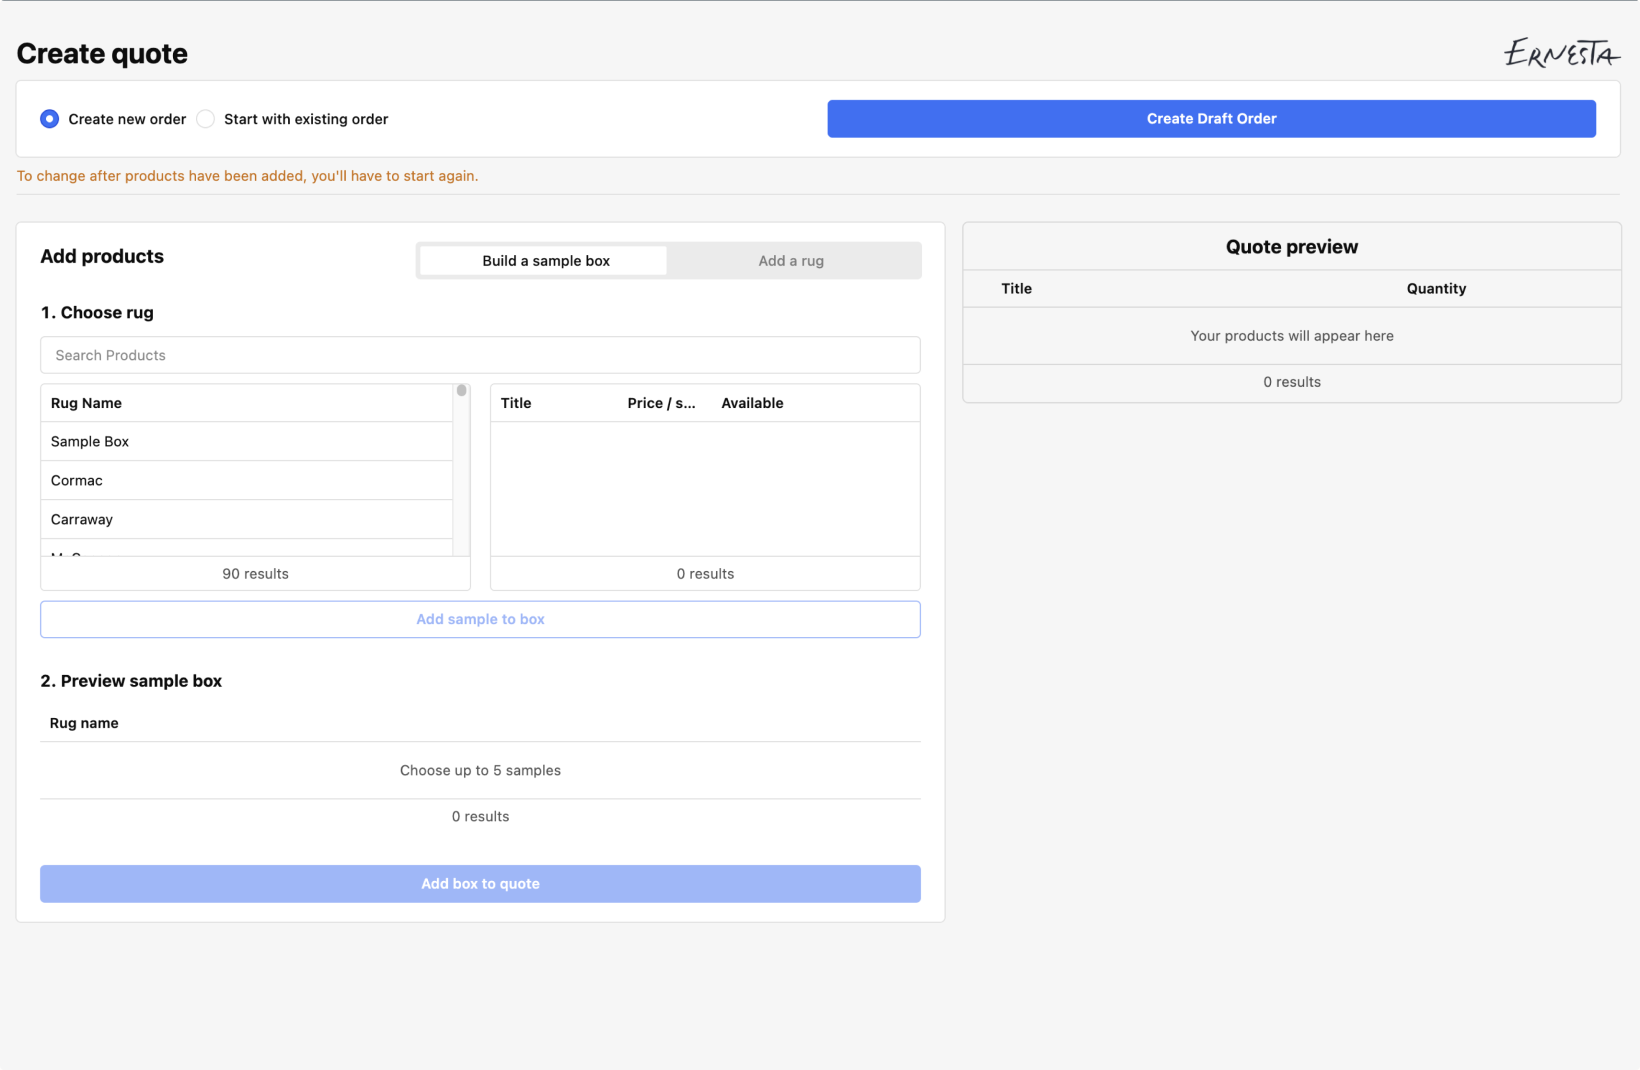 Create quote
ERNESTA
Create new order
Start with existing order
Create Draft Order
To change after products have been added, you'll have to start again.
Add products
Build a sample box
Add a rug
1. Choose rug
Search Products
Rug Name
Sample Box
Cormac
Carraway
90 results
Title
Price / s...
Available
0 results
Add sample to box
2. Preview sample box
Rug name
Choose up to 5 samples
0 results
Add box to quote
Quote preview
Title
Quantity
Your products will appear here
0 results